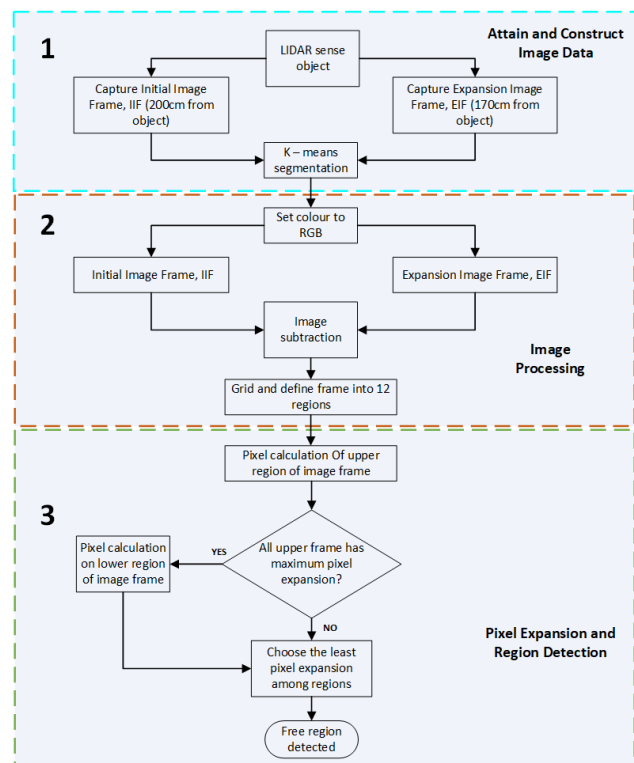 1
Attain and Construct
Image Data
LIDAR sense
object
Capture Initial Image
Frame, IIF (200cm from
object)
Capture Expansion Image
Frame, EIF (170cm from
object)
K – means
segmentation
2
Set colour to
RGB
Initial Image Frame, IIF
Expansion Image Frame, EIF
Image
subtraction
Image
Processing
Grid and define frame into 12
regions
Pixel calculation Of upper
region of image frame
3
All upper frame has
maximum pixel
expansion?
YES
Pixel calculation
on lower region
of image frame
NO
Choose the least
pixel expansion
among regions
Pixel Expansion and
Region Detection
Free region
detected